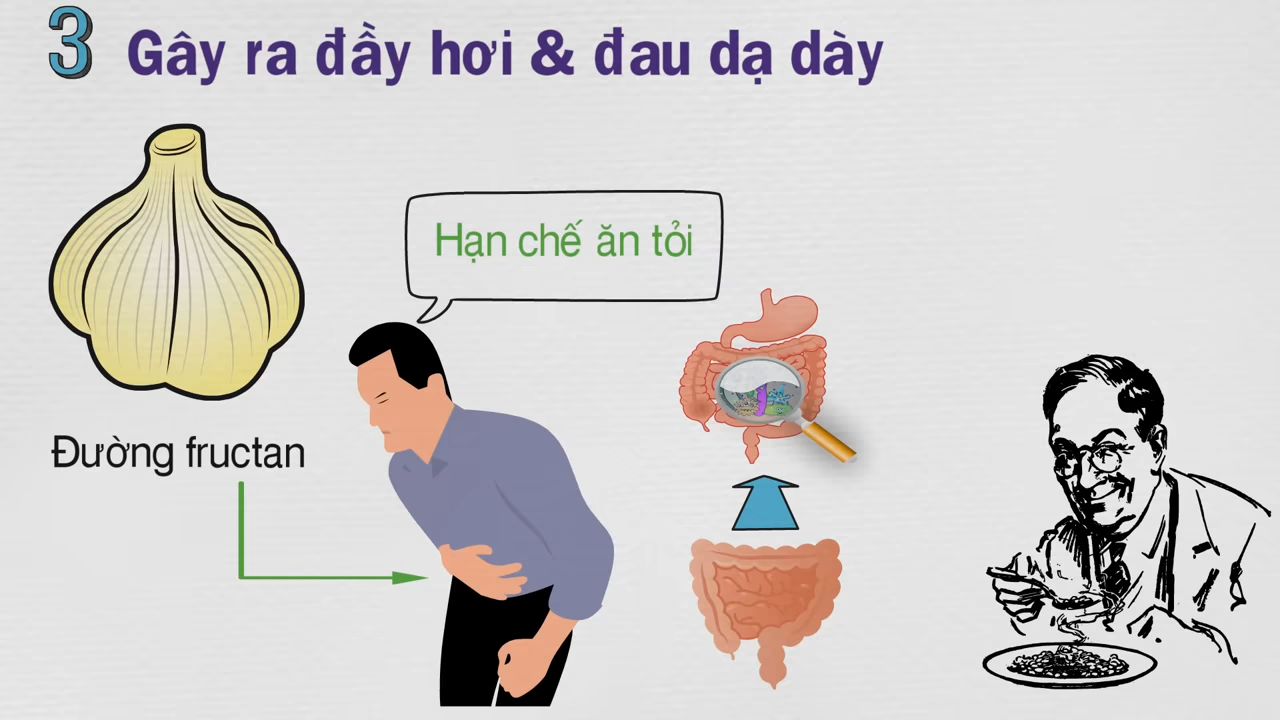 3 Gây ra đầy hơi & đau dạ dày
Hạn chế ăn tỏi
Đường fructan